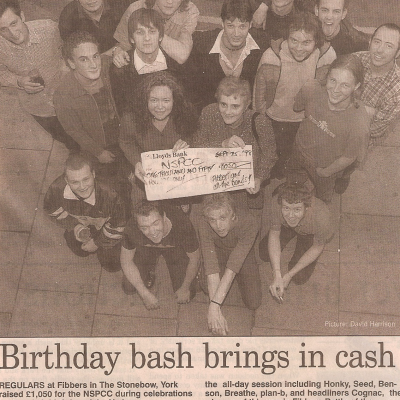 Lloyds Bank
SEPT 25
NSPCC
ONE THOUSAND AND FIFTY
Picture: David Harrison
Birthday bash brings in cash
REGULARS at Fibbers in The Stonebow, York
raised £1,050 for the NSPCC during celebrations
the all-day session including Honky, Seed, Ben-
son, Breathe, plan-b, and headliners Cognac, the